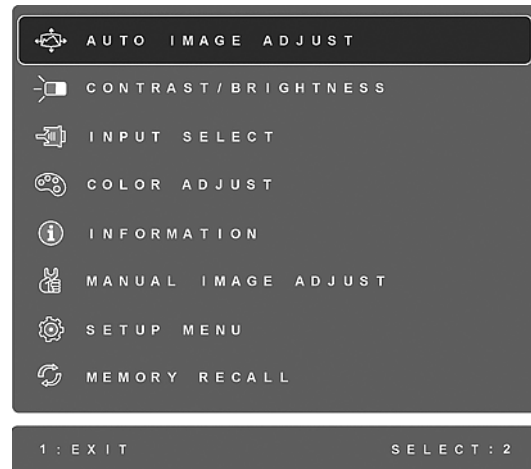 AUTO IMAGE ADJUST
CONTRAST/BRIGHTNESS
INPUT SELECT
COLOR ADJUST
INFORMATION
MANUAL IMAGE ADJUST
SETUP MENU
MEMORY RECALL
1:EXIT SELECT:2